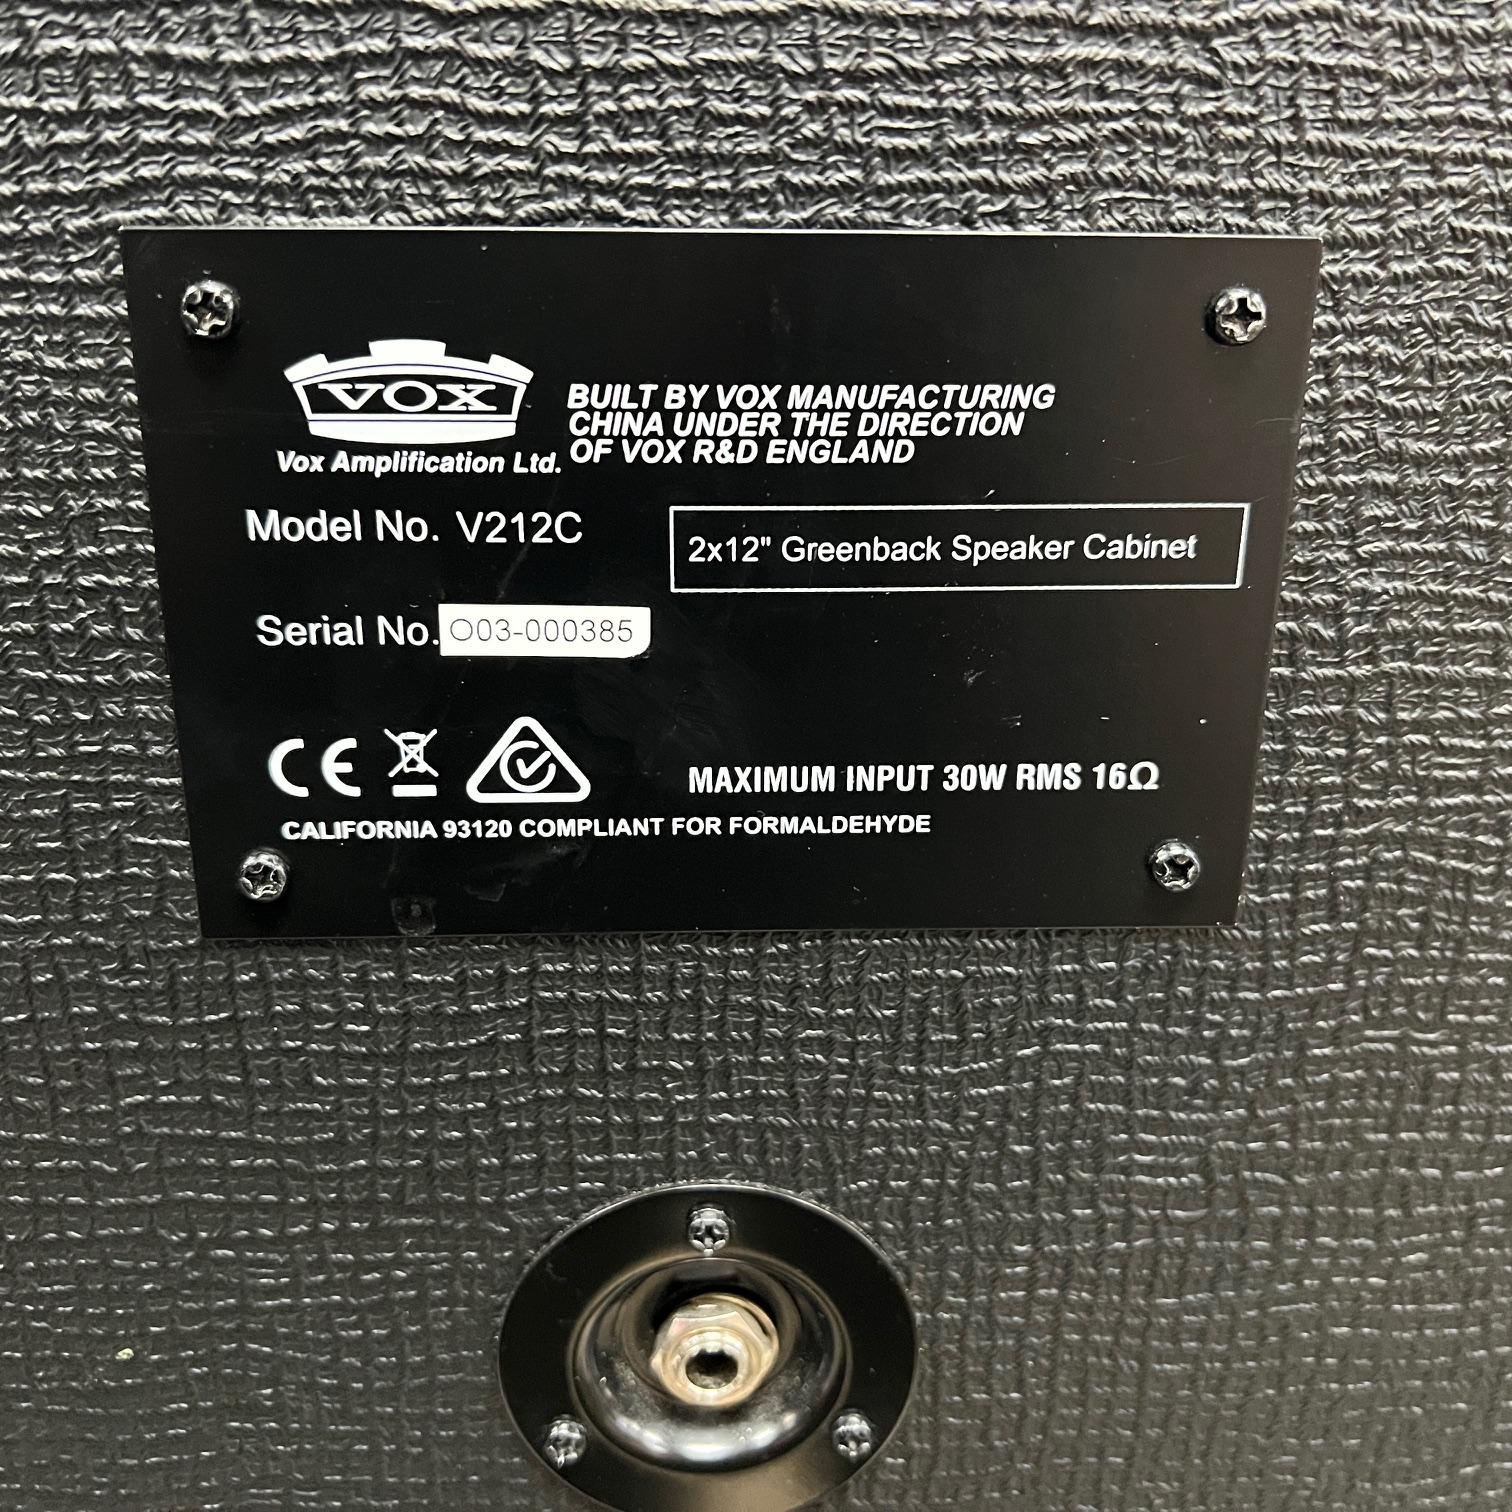 VOX
Vox Amplification Ltd.
BUILT BY VOX MANUFACTURING
CHINA UNDER THE DIRECTION
OF VOX R&D ENGLAND
Model No. V212C
2x12" Greenback Speaker Cabinet
Serial No. O03-000385
CE
MAXIMUM INPUT 30W RMS 16Ω
CALIFORNIA 93120 COMPLIANT FOR FORMALDEHYDE